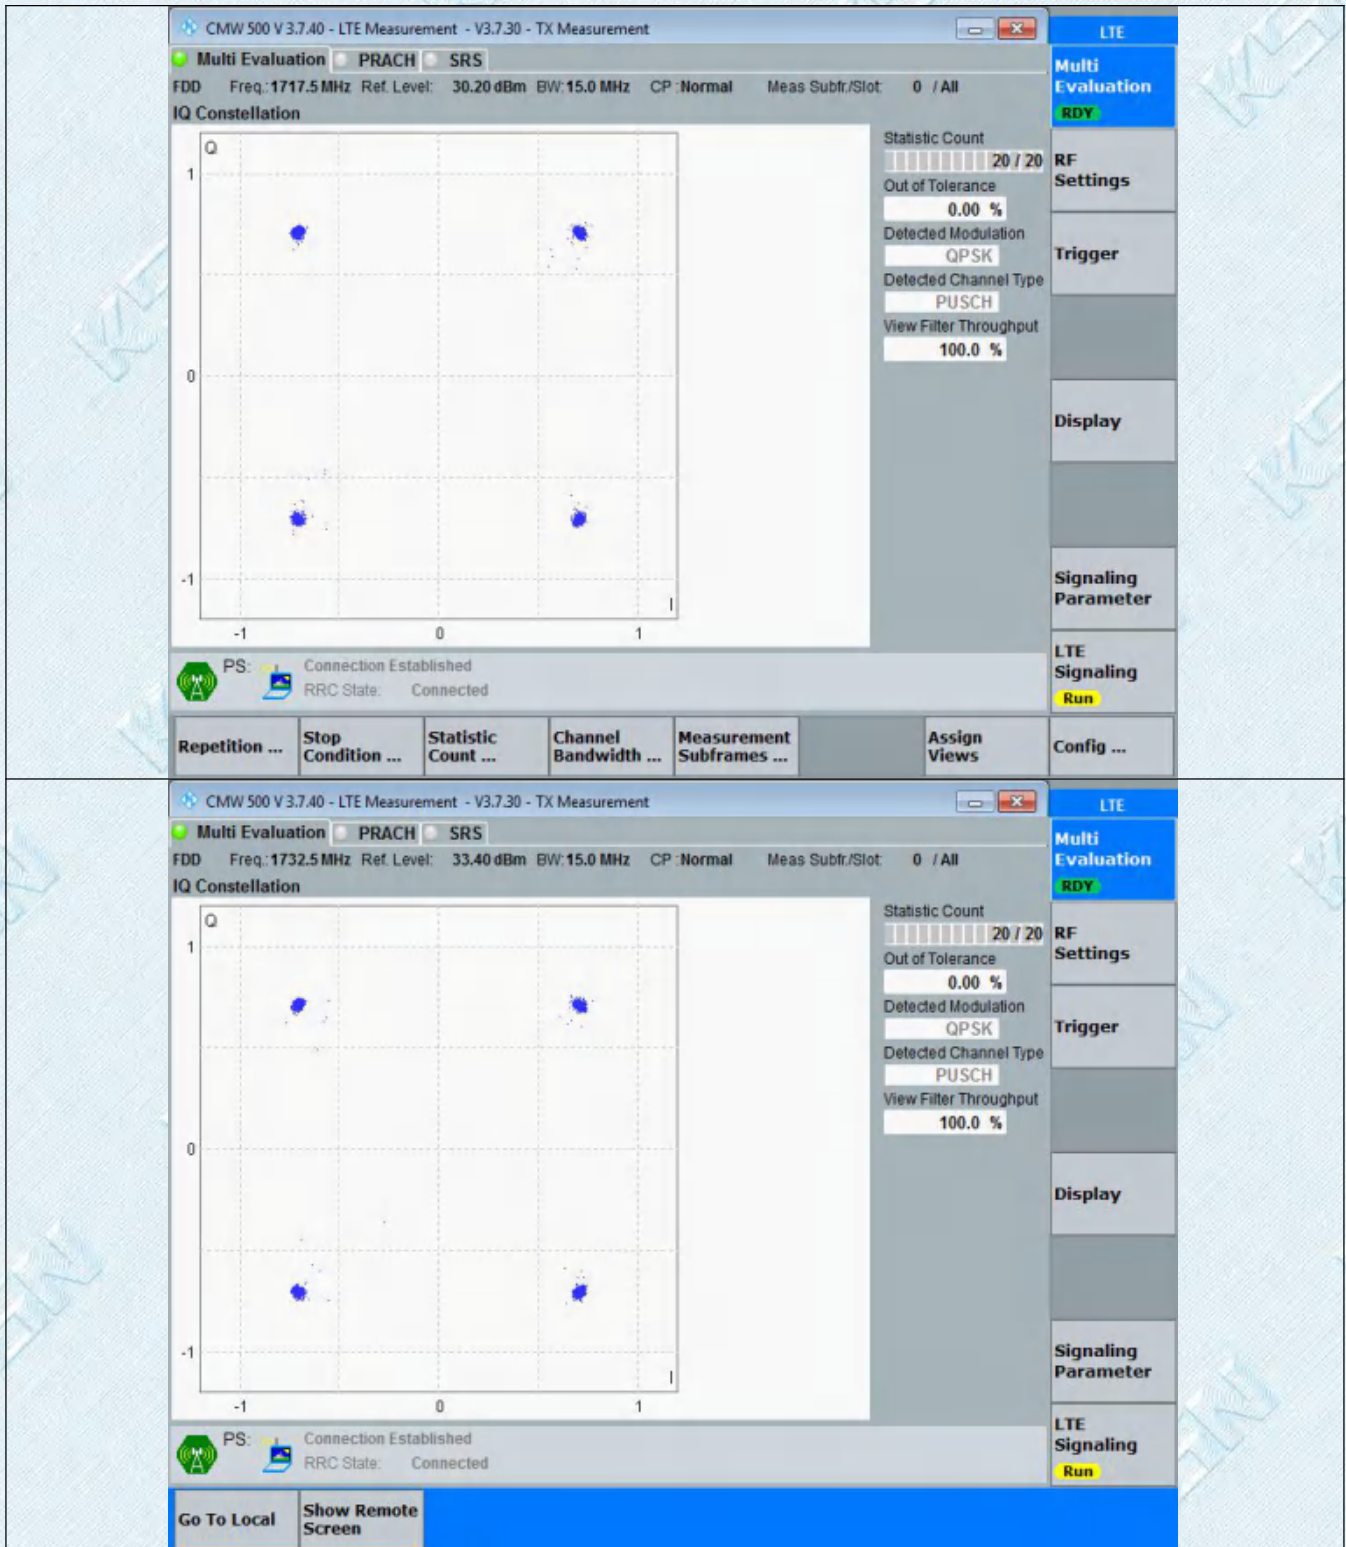 CMW 500 V 3.7.40 - LTE Measurement - V3.7.30 - TX Measurement
LTE
Multi Evaluation PRACH SRS
Multi
Evaluation
RDY
FDD Freq.: 1717.5 MHz Ref. Level: 30.20 dBm BW: 15.0 MHz CP :Normal Meas Subfr./Slot: 0 / All
IQ Constellation
Q
1
0
-1
I
-1 0 1
Statistic Count
20 / 20
Out of Tolerance
0.00 %
Detected Modulation
QPSK
Detected Channel Type
PUSCH
View Filter Throughput
100.0 %
RF
Settings
Trigger
Display
Signaling
Parameter
LTE
Signaling
Run
PS: Connection Established
RRC State: Connected
Repetition ...
Stop
Condition ...
Statistic
Count ...
Channel
Bandwidth ...
Measurement
Subframes ...
Assign
Views
Config ...
CMW 500 V 3.7.40 - LTE Measurement - V3.7.30 - TX Measurement
LTE
Multi Evaluation PRACH SRS
Multi
Evaluation
RDY
FDD Freq.: 1732.5 MHz Ref. Level: 33.40 dBm BW: 15.0 MHz CP :Normal Meas Subfr./Slot: 0 / All
IQ Constellation
Q
1
0
-1
I
-1 0 1
Statistic Count
20 / 20
Out of Tolerance
0.00 %
Detected Modulation
QPSK
Detected Channel Type
PUSCH
View Filter Throughput
100.0 %
RF
Settings
Trigger
Display
Signaling
Parameter
LTE
Signaling
Run
PS: Connection Established
RRC State: Connected
Go To Local
Show Remote
Screen